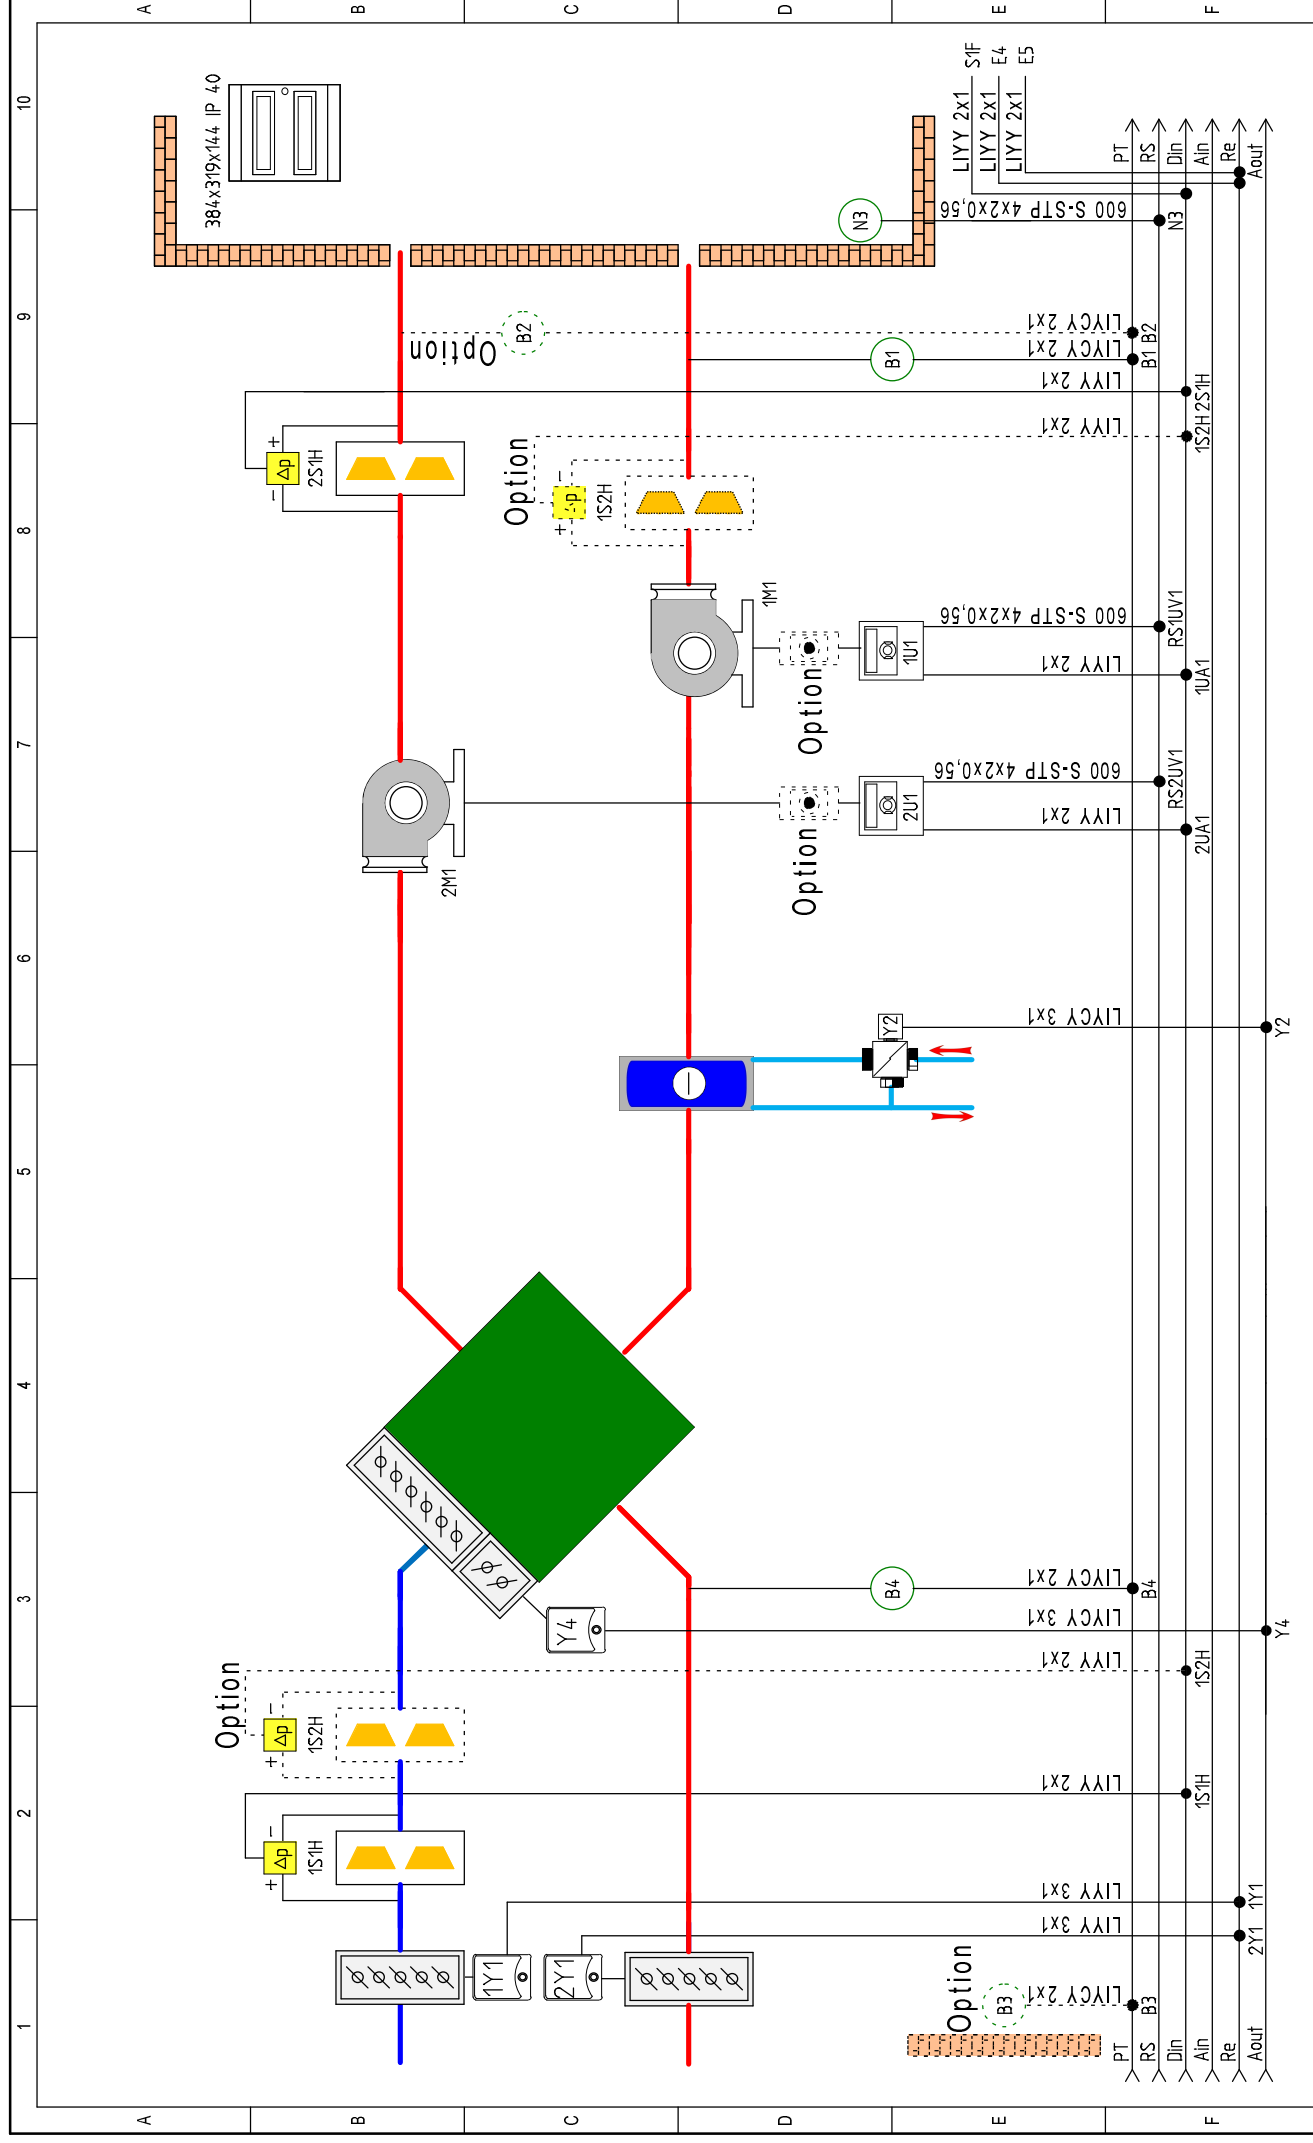 A
B
C
D
E
F
10
9
8
7
6
5
4
3
2
1
384x319x144 IP 40
LIYY 2x1 S1F
LIYY 2x1 E4
LIYY 2x1 E5
PT
RS
Din
Ain
Re
Aout
N3
600 S-STP 4x2x0,56
N3
Option
B2
LIYCY 2x1
B2
B1
LIYCY 2x1
B1
LIYY 2x1
2S1H
+
Δp
−
2S1H
Option
−
Δp
+
1S2H
LIYY 2x1
1S2H
1M1
Option
1U1
600 S-STP 4x2x0,56
RS1UV1
LIYY 2x1
1UA1
2M1
Option
2U1
600 S-STP 4x2x0,56
RS2UV1
LIYY 2x1
2UA1
Y2
LIYCY 3x1
Y2
B4
LIYCY 2x1
B4
Y4
LIYCY 3x1
Y4
Option
−
Δp
+
1S2H
LIYY 2x1
1S2H
−
Δp
+
1S1H
LIYY 2x1
1S1H
1Y1
LIYY 3x1
1Y1
2Y1
LIYY 3x1
2Y1
Option
B3
LIYCY 2x1
B3
PT
RS
Din
Ain
Re
Aout
A
B
C
D
E
F